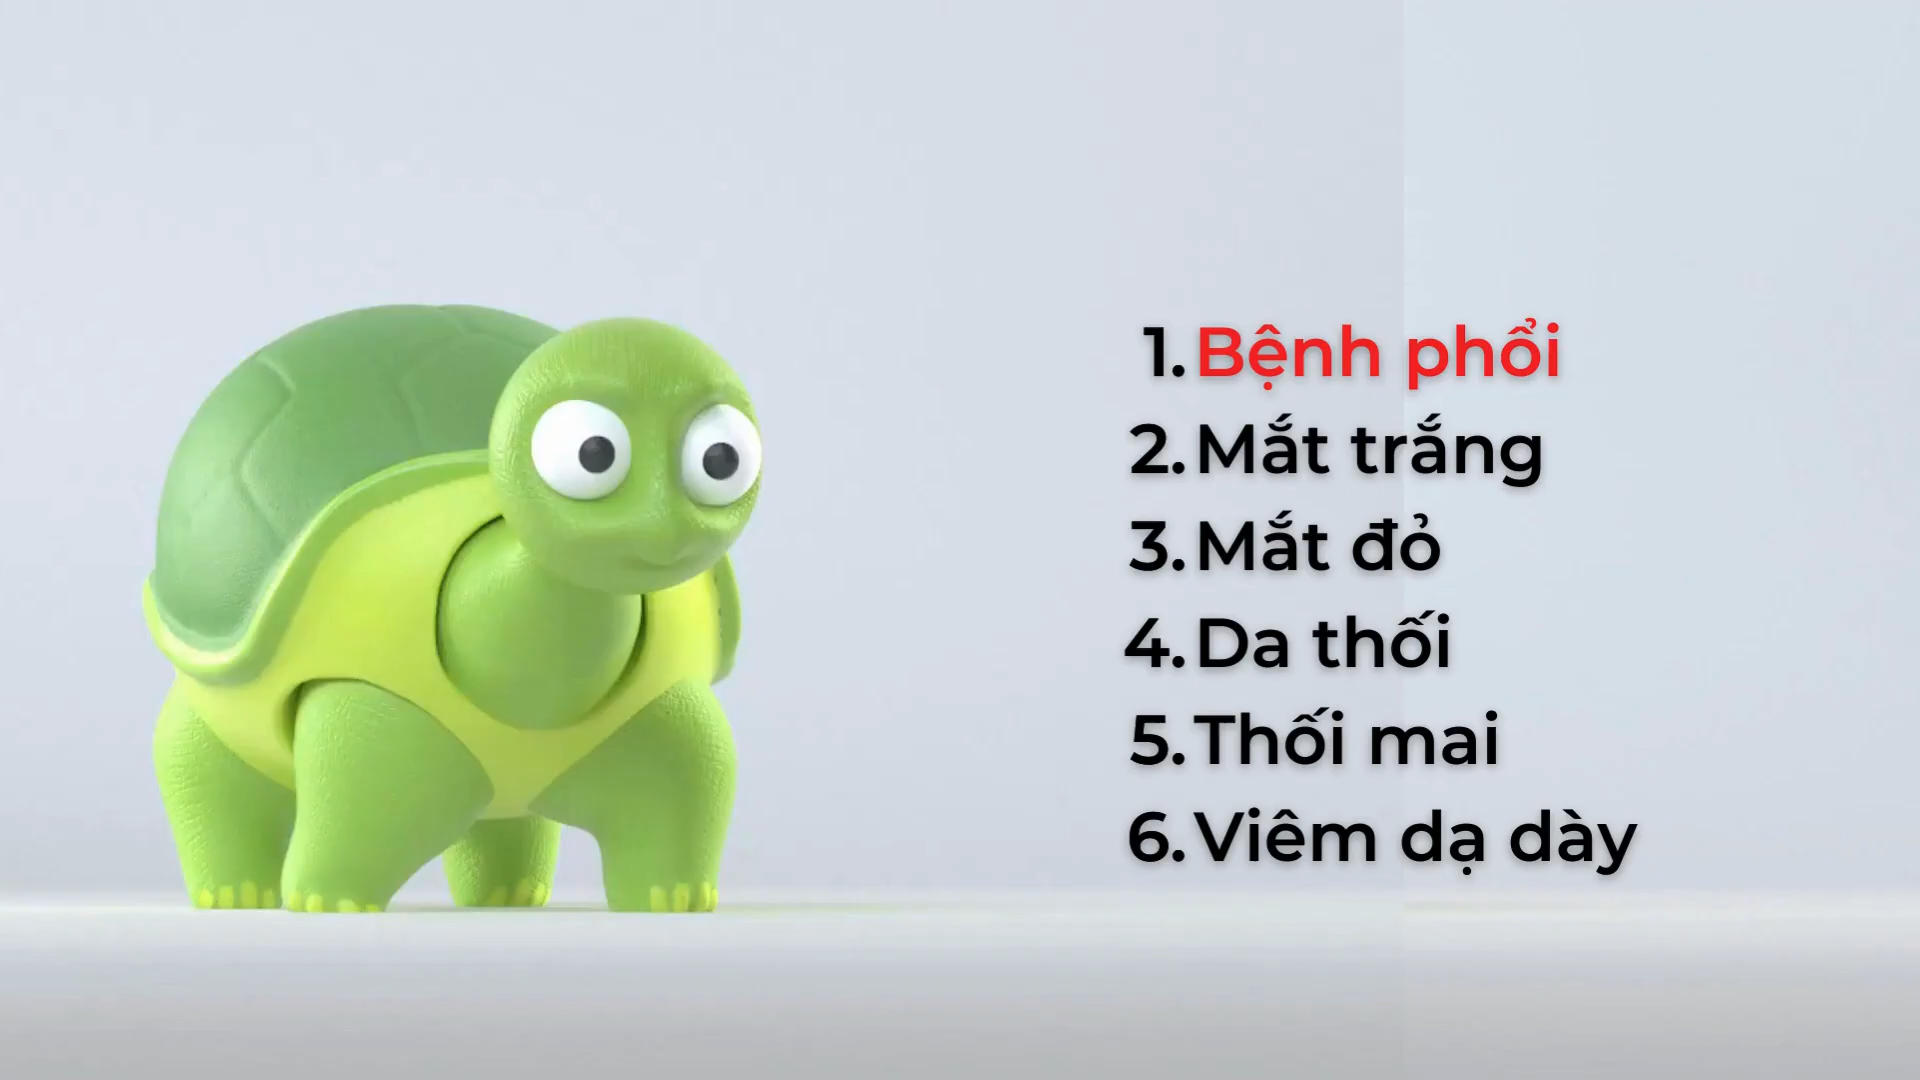 1. Bệnh phổi
2. Mắt trắng
3. Mắt đỏ
4. Da thối
5. Thối mai
6. Viêm dạ dày